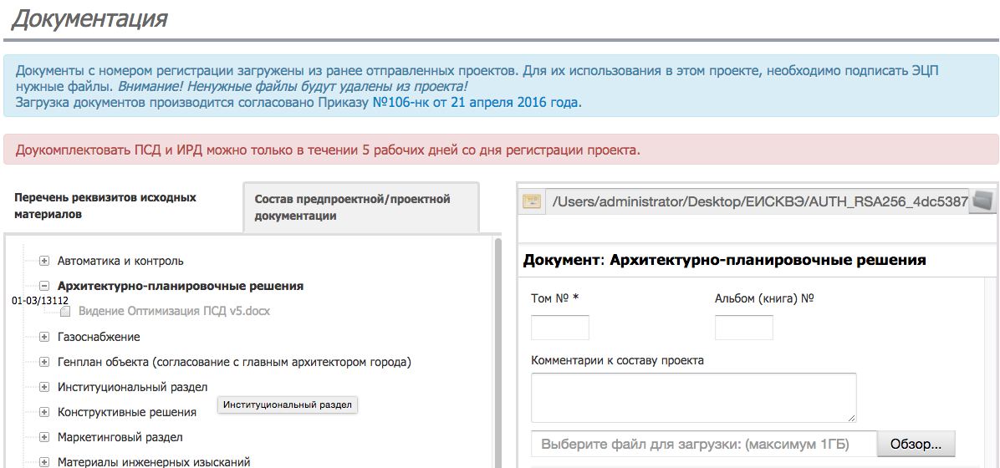 Документация
Документы с номером регистрации загружены из ранее отправленных проектов. Для их использования в этом проекте, необходимо подписать ЭЦП
нужные файлы. Внимание! Ненужные файлы будут удалены из проекта!
Загрузка документов производится согласовано Приказу №106-нк от 21 апреля 2016 года.
Доукомплектовать ПСД и ИРД можно только в течении 5 рабочих дней со дня регистрации проекта.
Перечень реквизитов исходных
материалов
Состав предпроектной/проектной
документации
Автоматика и контроль
Архитектурно-планировочные решения
01-03/13112
Видение Оптимизация ПСД v5.docx
Газоснабжение
Генплан объекта (согласование с главным архитектором города)
Институциональный раздел
Институциональный раздел
Конструктивные решения
Маркетинговый раздел
Материалы инженерных изысканий
/Users/administrator/Desktop/ЕИСКВЭ/AUTH_RSA256_4dc5387
Документ: Архитектурно-планировочные решения
Том № *
Альбом (книга) №
Комментарии к составу проекта
Выберите файл для загрузки: (максимум 1ГБ)
Обзор...